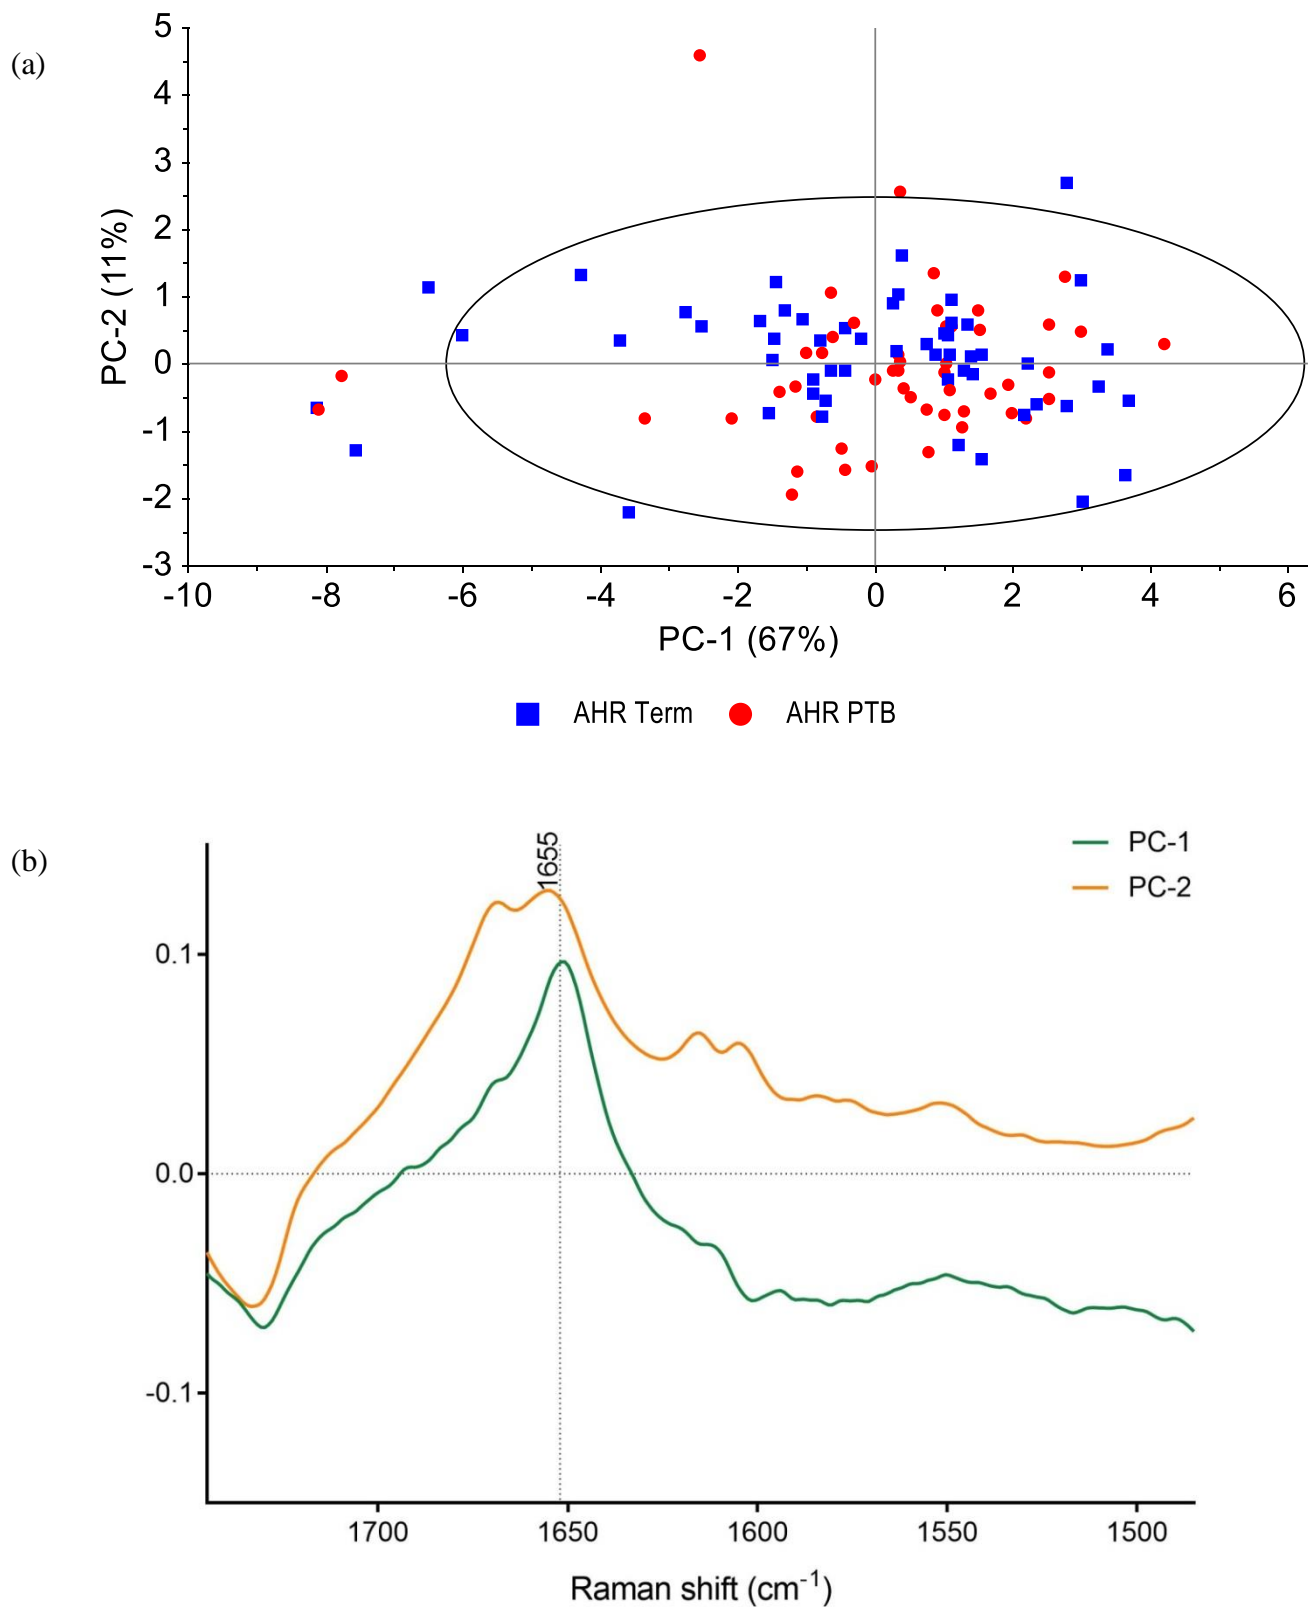 (a)
5
4
3
2
1
0
-1
-2
-3
PC-2 (11%)
-10 -8 -6 -4 -2 0 2 4 6
PC-1 (67%)
AHR Term AHR PTB
(b)
1655
PC-1
PC-2
0.1
0.0
-0.1
1700 1650 1600 1550 1500
Raman shift (cm-1)